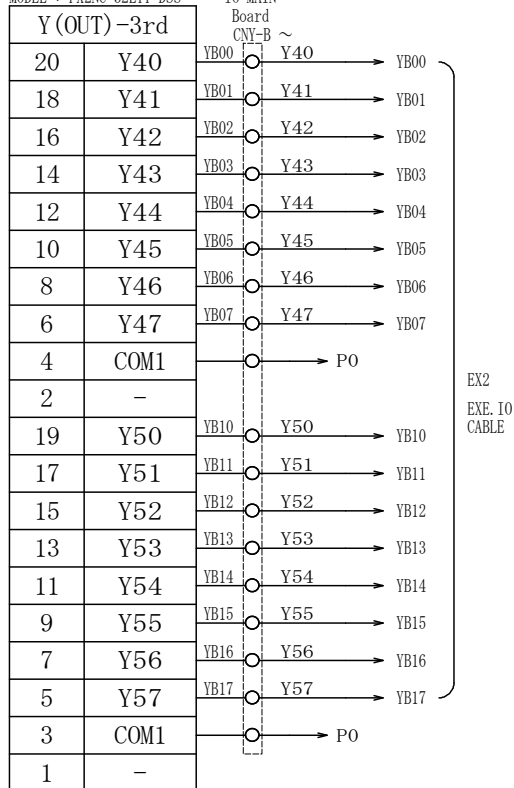 Y(OUT)-3rd
Board
CNY-B ~
20 Y40 YB00 Y40 YB00
18 Y41 YB01 Y41 YB01
16 Y42 YB02 Y42 YB02
14 Y43 YB03 Y43 YB03
12 Y44 YB04 Y44 YB04
10 Y45 YB05 Y45 YB05
8 Y46 YB06 Y46 YB06
6 Y47 YB07 Y47 YB07
4 COM1 P0
2 -
EX2
EXE.IO
CABLE
19 Y50 YB10 Y50 YB10
17 Y51 YB11 Y51 YB11
15 Y52 YB12 Y52 YB12
13 Y53 YB13 Y53 YB13
11 Y54 YB14 Y54 YB14
9 Y55 YB15 Y55 YB15
7 Y56 YB16 Y56 YB16
5 Y57 YB17 Y57 YB17
3 COM1 P0
1 -